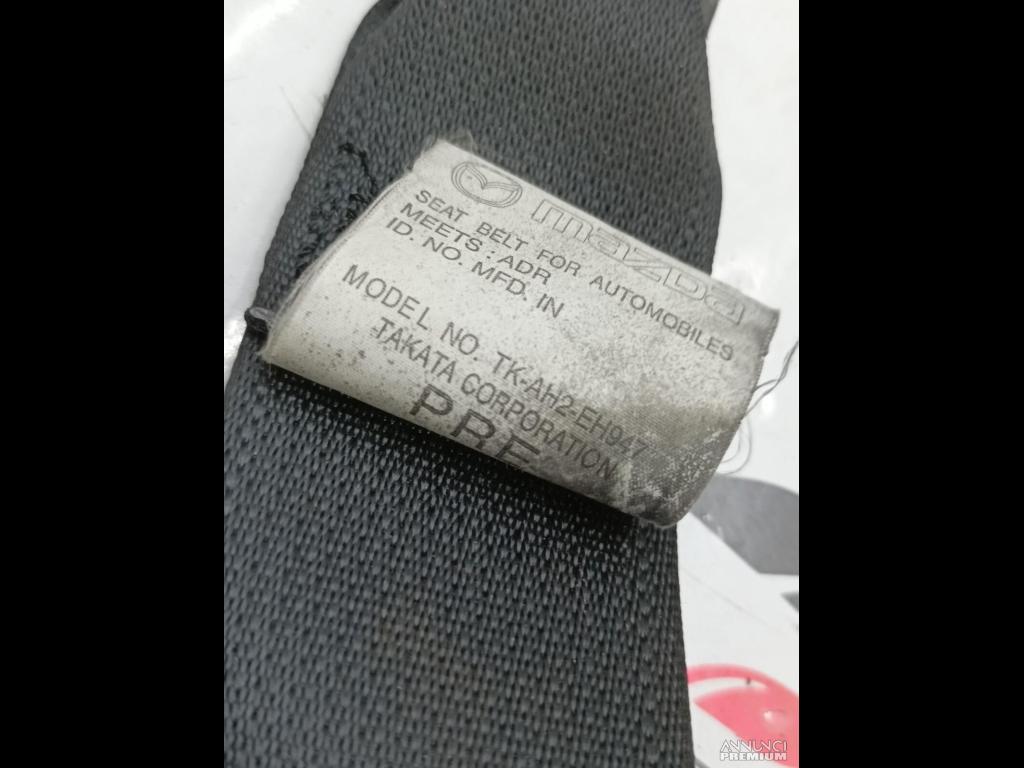 mazda
SEAT BELT FOR AUTOMOBILES
MEETS : ADR
ID. NO. MFD. IN
MODEL NO. TK-AH2-EH947
TAKATA CORPORATION
PRE
ANNUNCI
PREMIUM